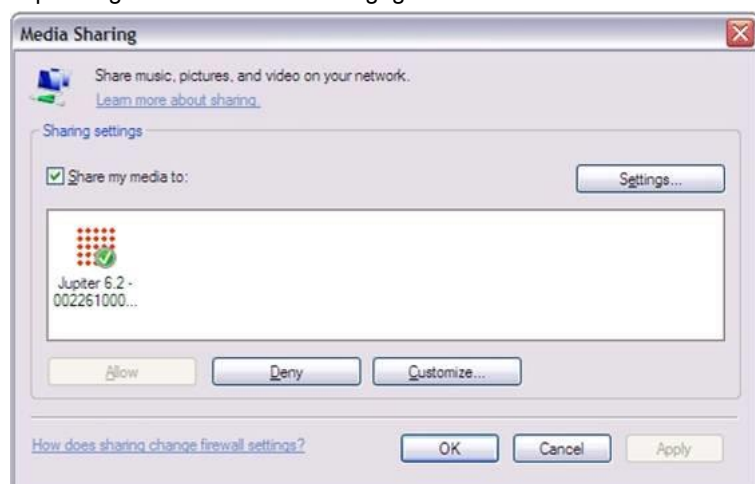 Media Sharing
Share music, pictures, and video on your network.
Learn more about sharing.
Sharing settings
Share my media to:
Settings...
Jupiter 6.2 -
002261000...
Allow
Deny
Customize...
How does sharing change firewall settings?
OK
Cancel
Apply